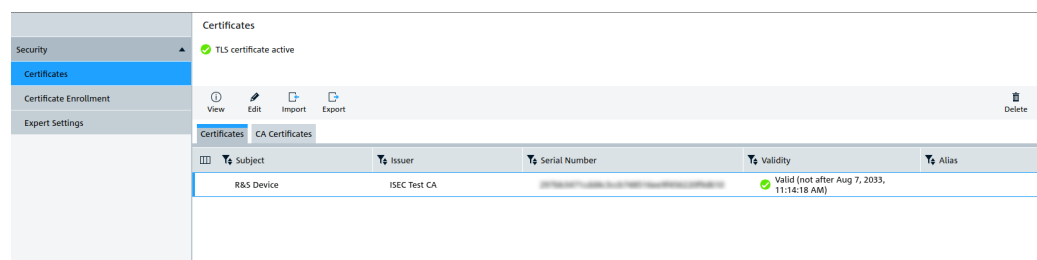 Certificates
Security
TLS certificate active
Certificates
Certificate Enrollment
Expert Settings
View Edit Import Export Delete
Certificates CA Certificates
Subject Issuer Serial Number Validity Alias
R&S Device ISEC Test CA Valid (not after Aug 7, 2033,
11:14:18 AM)